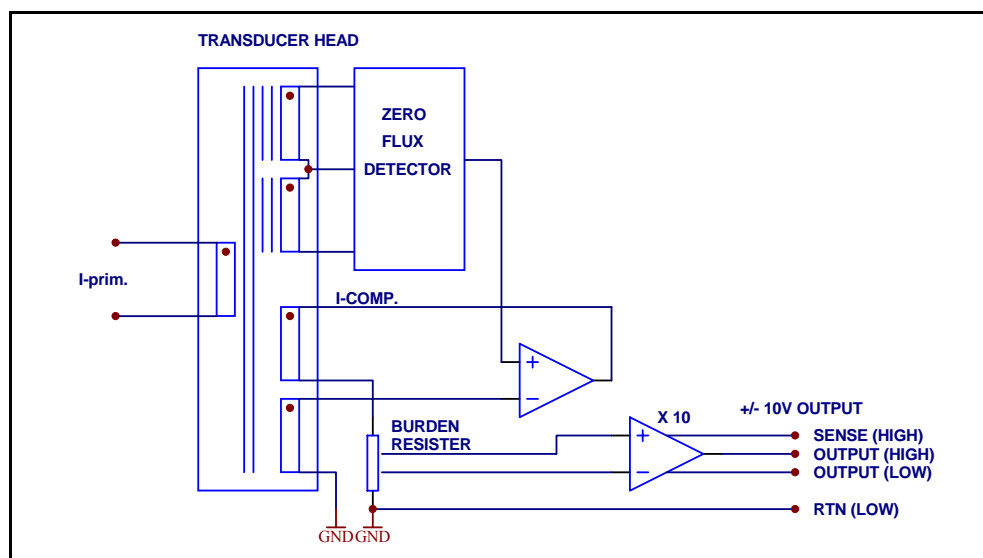 TRANSDUCER HEAD
ZERO
FLUX
DETECTOR
I-prim.
I-COMP.
+
−
BURDEN
RESISTER
X 10
+
−
+/- 10V OUTPUT
SENSE (HIGH)
OUTPUT (HIGH)
OUTPUT (LOW)
RTN (LOW)
GND GND